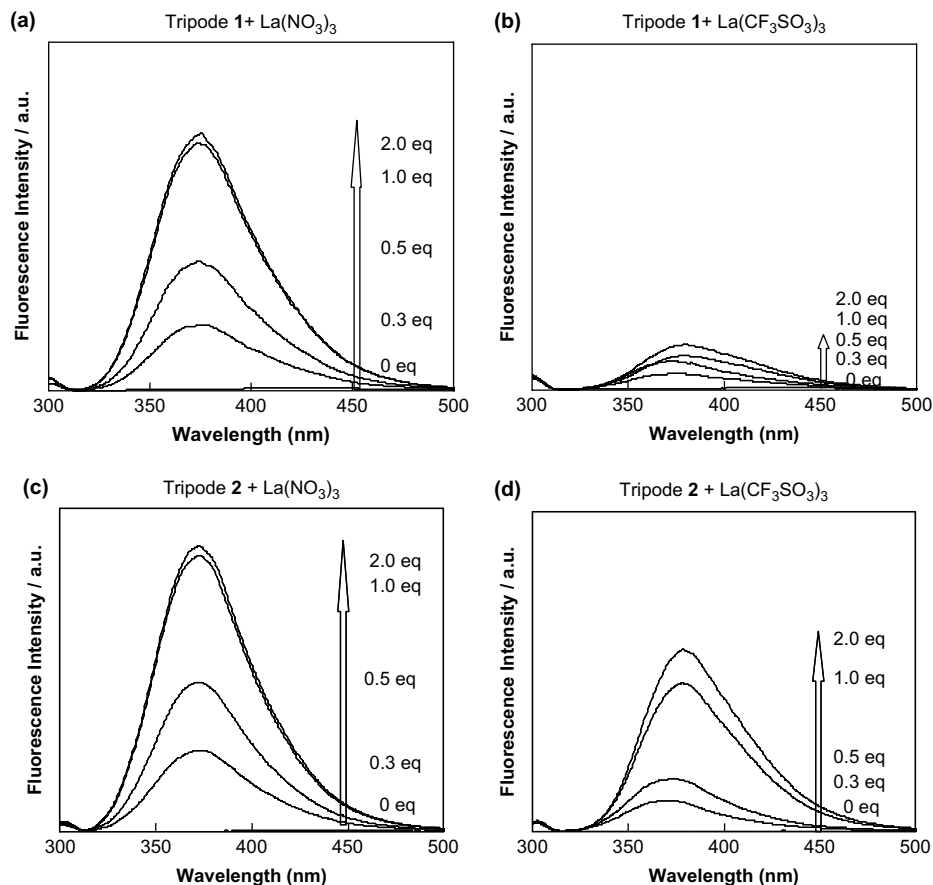 (a)
Tripode 1+ La(NO3)3
Fluorescence Intensity / a.u.
2.0 eq
1.0 eq
0.5 eq
0.3 eq
0 eq
300 350 400 450 500
Wavelength (nm)
(b)
Tripode 1+ La(CF3SO3)3
Fluorescence Intensity / a.u.
2.0 eq
1.0 eq
0.5 eq
0.3 eq
0 eq
300 350 400 450 500
Wavelength (nm)
(c)
Tripode 2 + La(NO3)3
Fluorescence Intensity / a.u.
2.0 eq
1.0 eq
0.5 eq
0.3 eq
0 eq
300 350 400 450 500
Wavelength (nm)
(d)
Tripode 2 + La(CF3SO3)3
Fluorescence Intensity / a.u.
2.0 eq
1.0 eq
0.5 eq
0.3 eq
0 eq
300 350 400 450 500
Wavelength (nm)